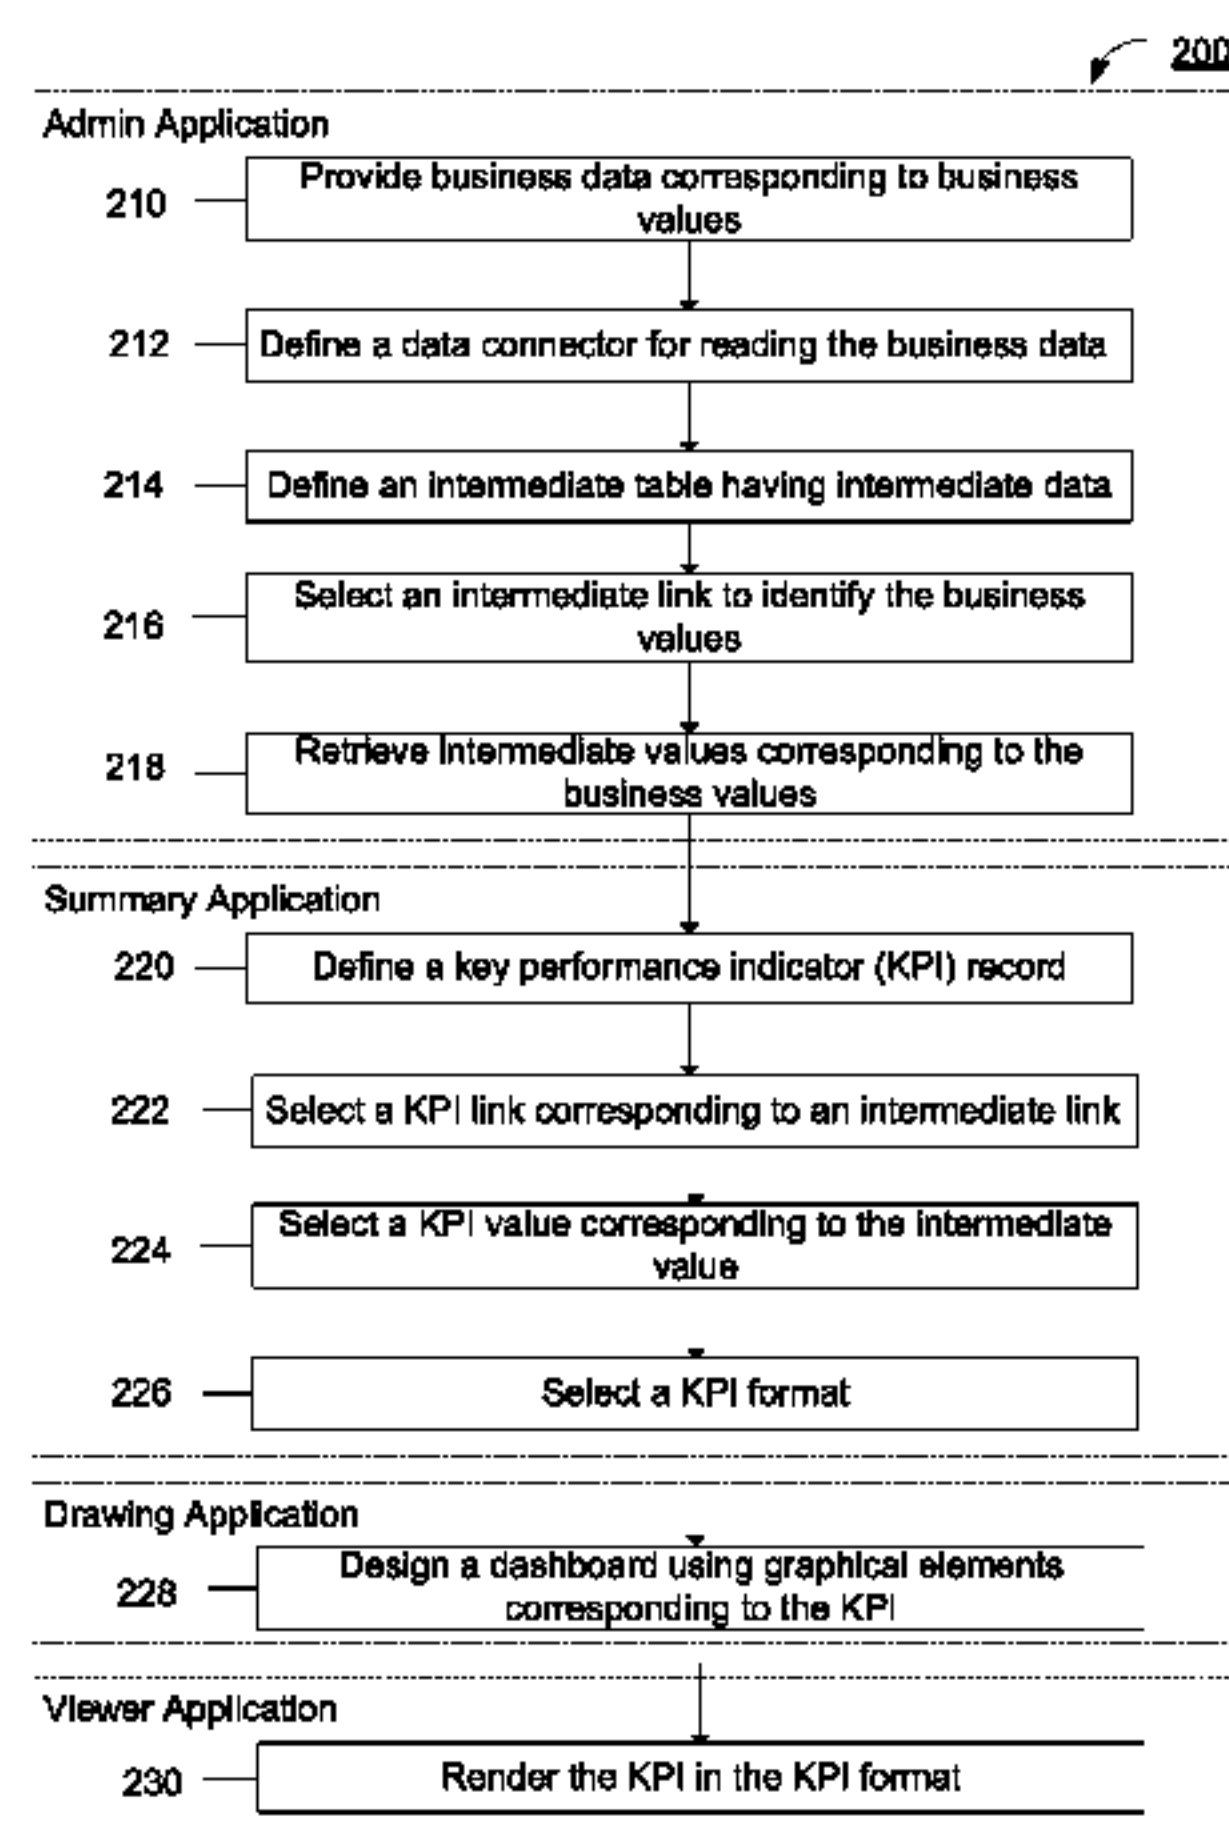 200
Admin Application
210
Provide business data corresponding to business
values
212
Define a data connector for reading the business data
214
Define an intermediate table having intermediate data
216
Select an intermediate link to identify the business
values
218
Retrieve Intermediate values corresponding to the
business values
Summary Application
220
Define a key performance indicator (KPI) record
222
Select a KPI link corresponding to an intermediate link
224
Select a KPI value corresponding to the intermediate
value
226
Select a KPI format
Drawing Application
228
Design a dashboard using graphical elements
corresponding to the KPI
Viewer Application
230
Render the KPI in the KPI format